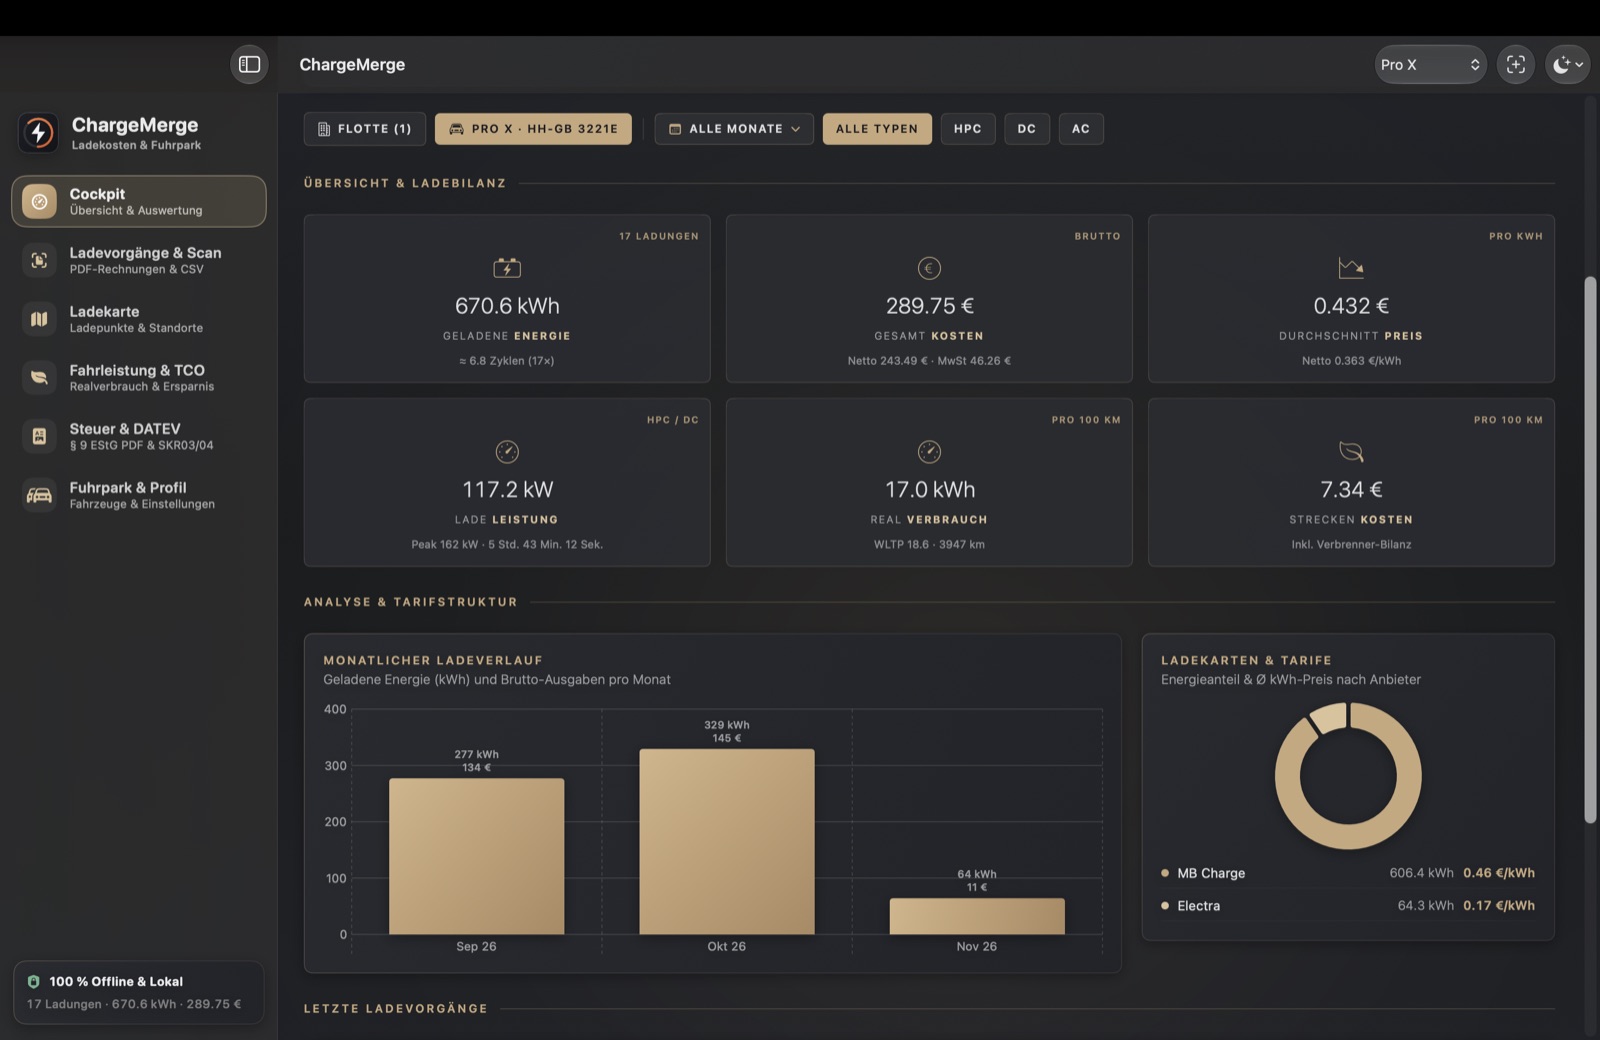 ChargeMerge
Pro X
ChargeMerge
Ladekosten & Fuhrpark
Cockpit
Übersicht & Auswertung
Ladevorgänge & Scan
PDF-Rechnungen & CSV
Ladekarte
Ladepunkte & Standorte
Fahrleistung & TCO
Realverbrauch & Ersparnis
Steuer & DATEV
§ 9 EStG PDF & SKR03/04
Fuhrpark & Profil
Fahrzeuge & Einstellungen
100 % Offline & Lokal
17 Ladungen · 670.6 kWh · 289.75 €
FLOTTE (1)
PRO X · HH-GB 3221E
ALLE MONATE
ALLE TYPEN
HPC
DC
AC
ÜBERSICHT & LADEBILANZ
17 LADUNGEN
670.6 kWh
GELADENE ENERGIE
≈ 6.8 Zyklen (17×)
BRUTTO
289.75 €
GESAMT KOSTEN
Netto 243.49 € · MwSt 46.26 €
PRO KWH
0.432 €
DURCHSCHNITT PREIS
Netto 0.363 €/kWh
HPC / DC
117.2 kW
LADE LEISTUNG
Peak 162 kW · 5 Std. 43 Min. 12 Sek.
PRO 100 KM
17.0 kWh
REAL VERBRAUCH
WLTP 18.6 · 3947 km
PRO 100 KM
7.34 €
STRECKEN KOSTEN
Inkl. Verbrenner-Bilanz
ANALYSE & TARIFSTRUKTUR
MONATLICHER LADEVERLAUF
Geladene Energie (kWh) und Brutto-Ausgaben pro Monat
400
300
200
100
0
277 kWh
134 €
329 kWh
145 €
64 kWh
11 €
Sep 26
Okt 26
Nov 26
LADEKARTEN & TARIFE
Energieanteil & Ø kWh-Preis nach Anbieter
MB Charge 606.4 kWh 0.46 €/kWh
Electra 64.3 kWh 0.17 €/kWh
LETZTE LADEVORGÄNGE